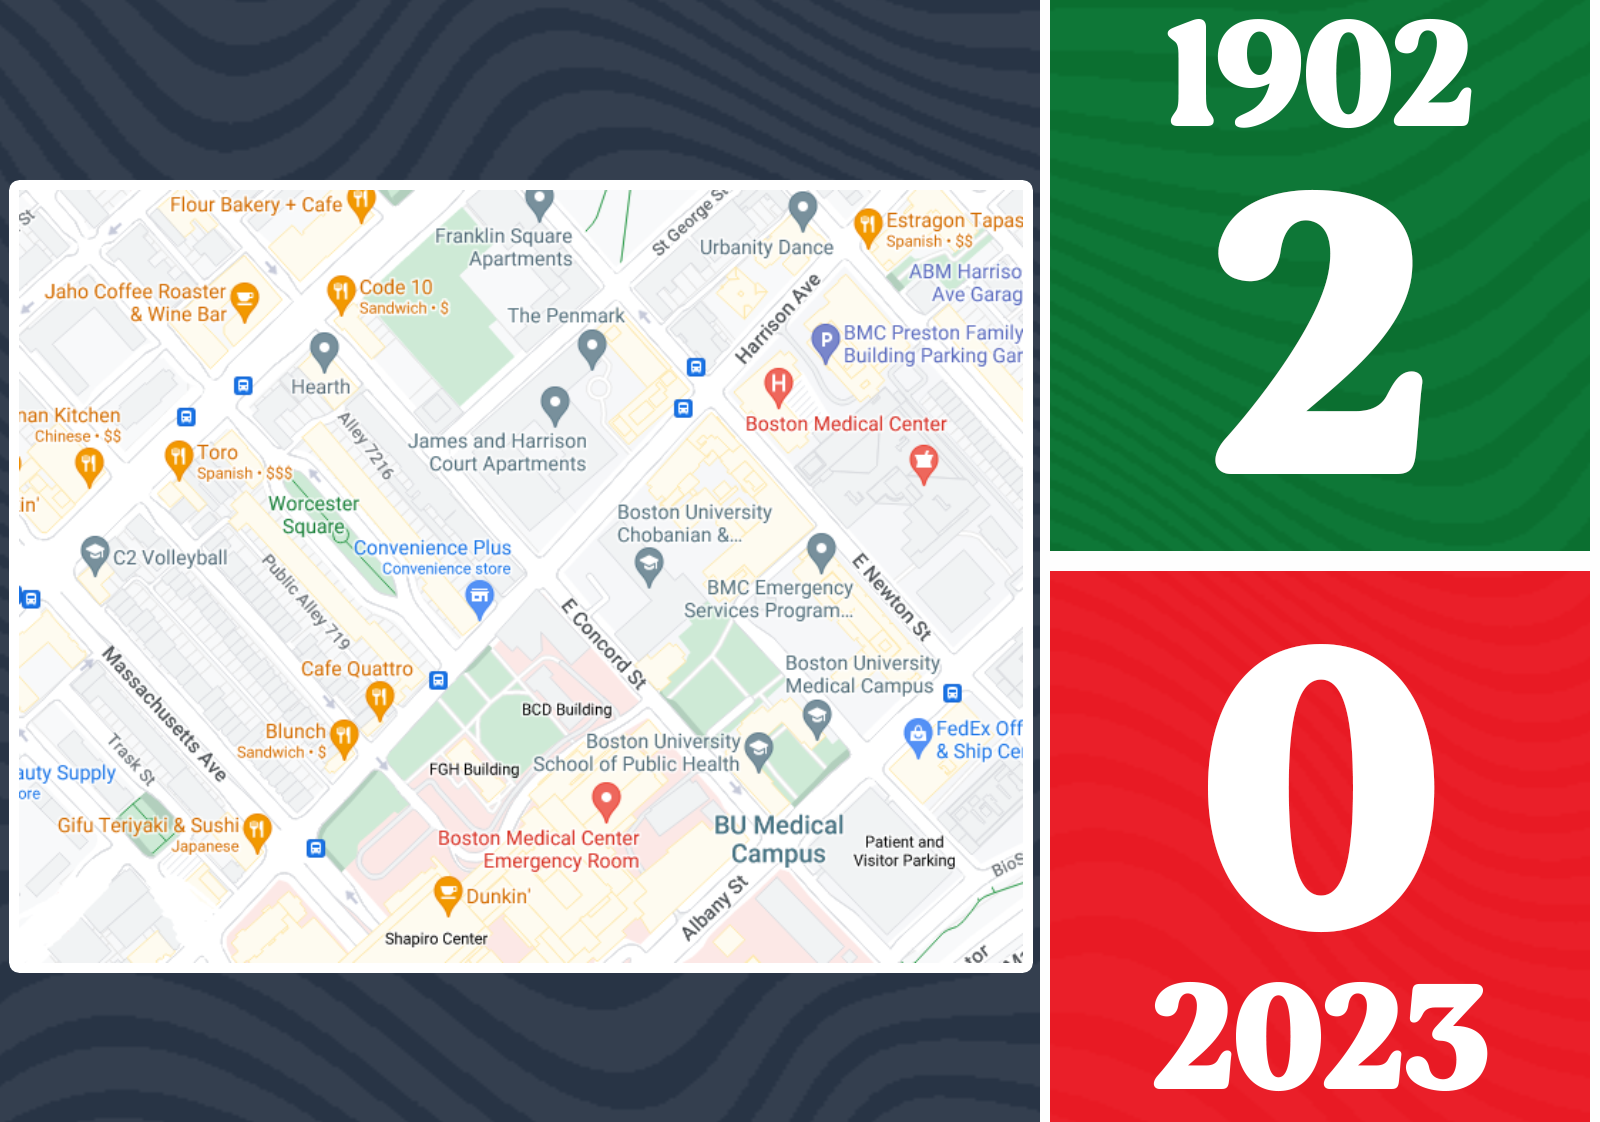 St
Flour Bakery + Cafe
Franklin Square
Apartments
St George St
Urbanity Dance
Estragon Tapas
Spanish • $$
ABM Harriso
Ave Garag
Jaho Coffee Roaster
& Wine Bar
Code 10
Sandwich • $
The Penmark
Harrison Ave
P
BMC Preston Family
Building Parking Gar
Hearth
H
Boston Medical Center
nan Kitchen
Chinese • $$
Toro
Spanish • $$$
Alley 7216
James and Harrison
Court Apartments
in'
Worcester
Square
Boston University
Chobanian &...
C2 Volleyball
Convenience Plus
Convenience store
Public Alley 719
BMC Emergency
Services Program...
E Newton St
E Concord St
Massachusetts Ave
Cafe Quattro
Boston University
Medical Campus
BCD Building
Blunch
Sandwich • $
Boston University
School of Public Health
FedEx Off
& Ship Cen
Trask St
FGH Building
auty Supply
ore
Gifu Teriyaki & Sushi
Japanese
Boston Medical Center
Emergency Room
BU Medical
Campus
Patient and
Visitor Parking
BioS
Dunkin'
Albany St
Shapiro Center
tor
1902
2
0
2023